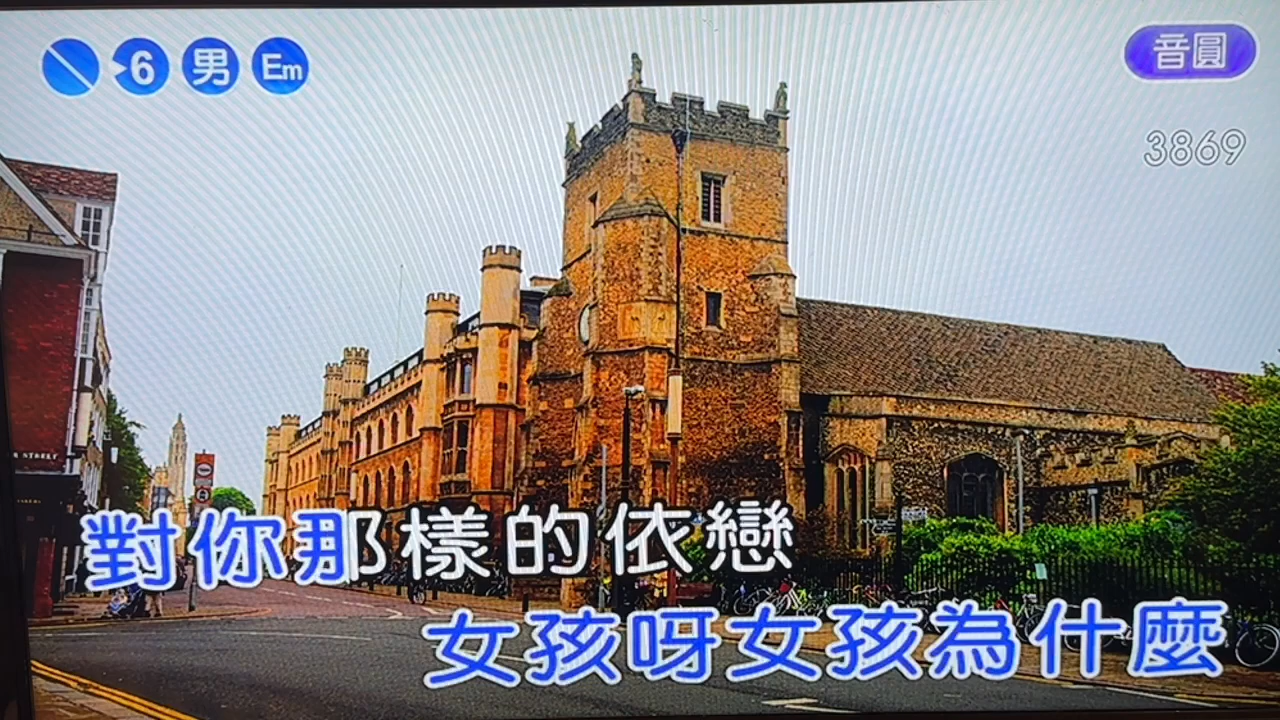 -6 男 Em
音圓
3869
對你那樣的依戀
女孩呀女孩為什麼